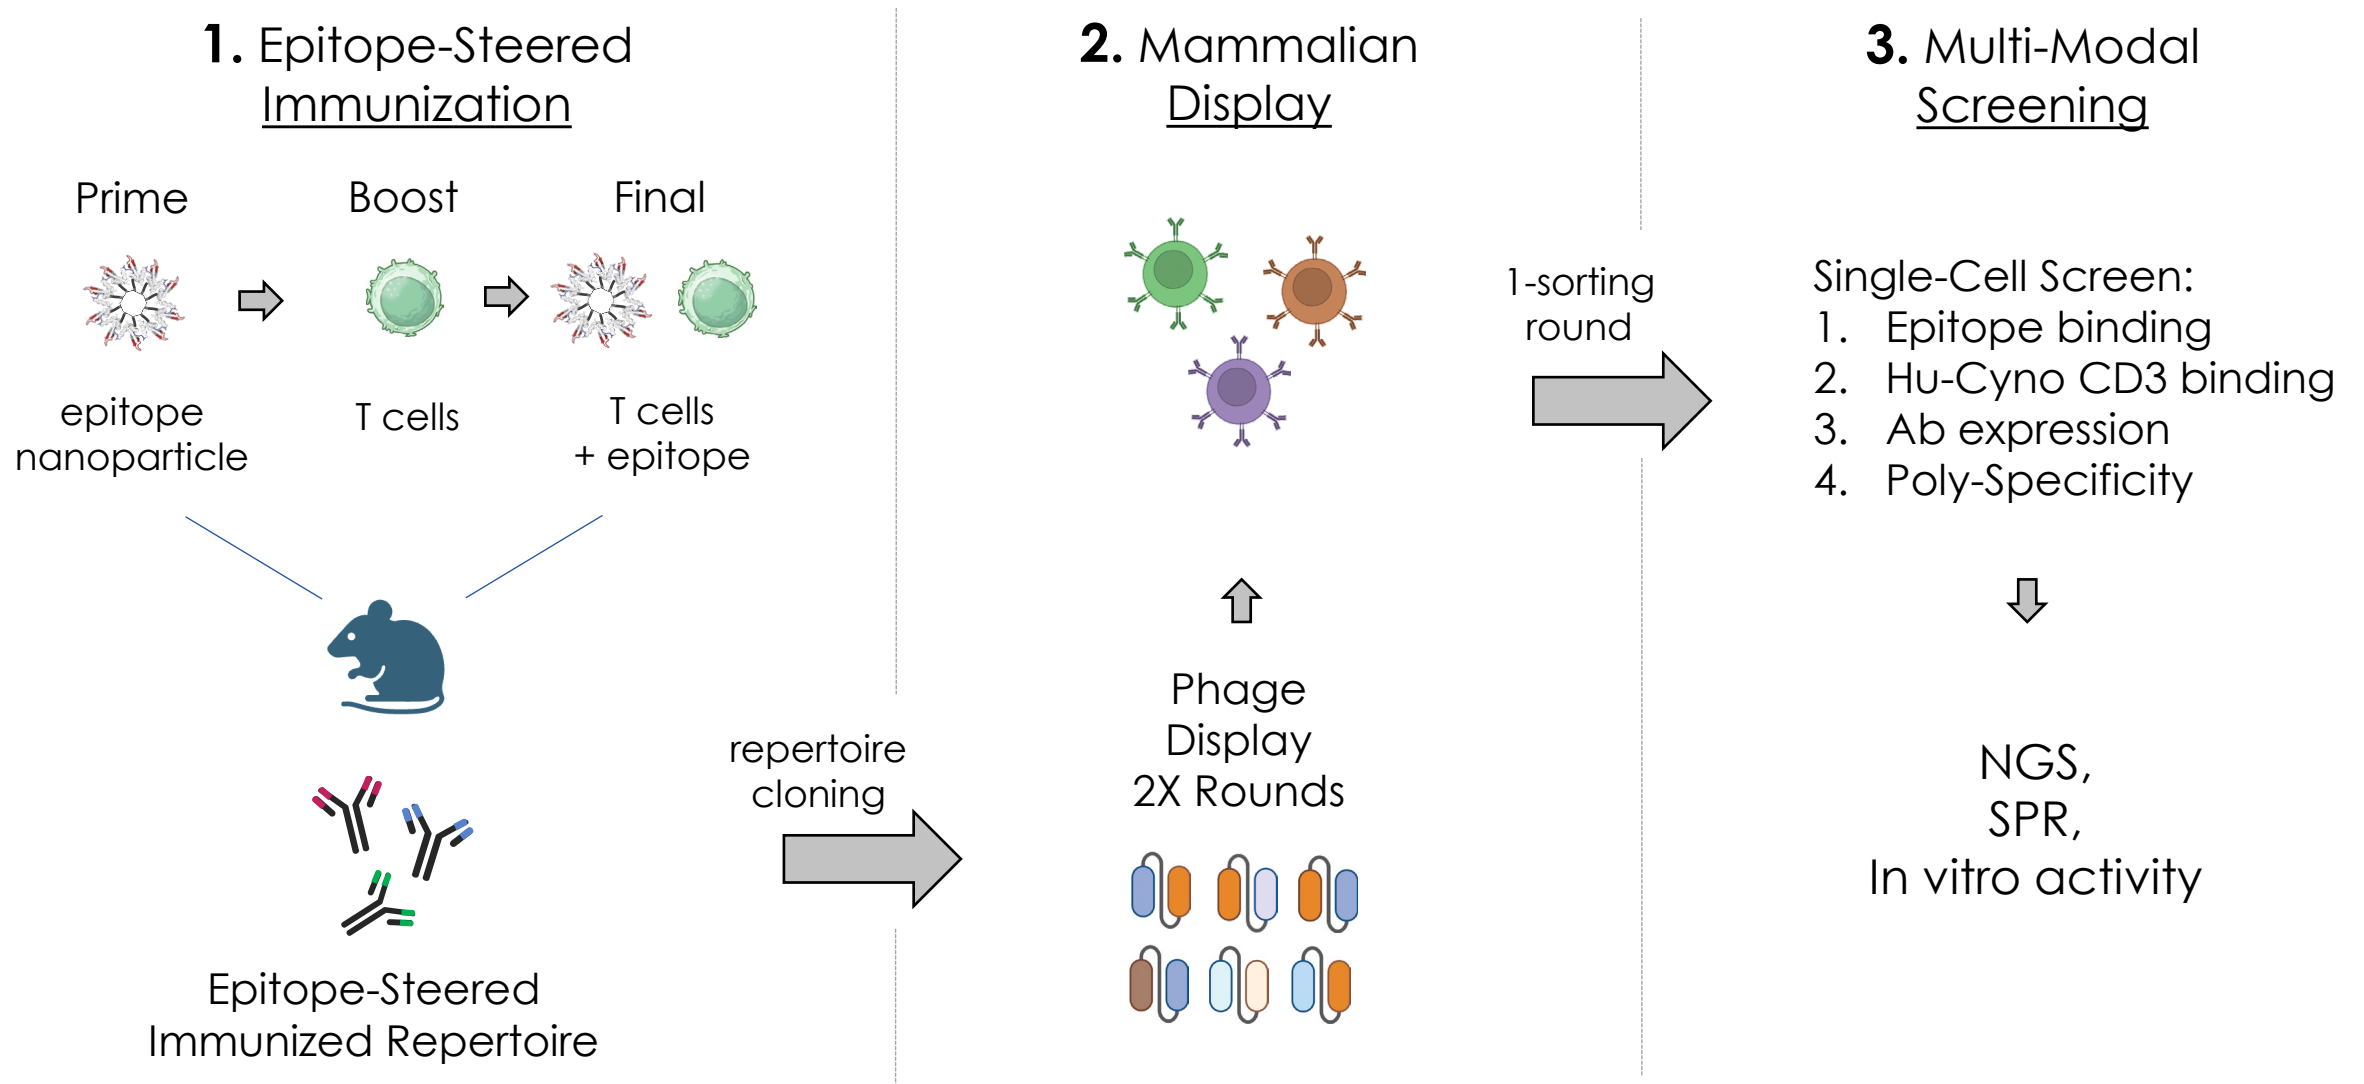 1. Epitope-Steered
Immunization
Prime
Boost
Final
epitope
nanoparticle
T cells
T cells
+ epitope
Epitope-Steered
Immunized Repertoire
repertoire
cloning
2. Mammalian
Display
Phage
Display
2X Rounds
1-sorting
round
3. Multi-Modal
Screening
Single-Cell Screen:
1. Epitope binding
2. Hu-Cyno CD3 binding
3. Ab expression
4. Poly-Specificity
NGS,
SPR,
In vitro activity